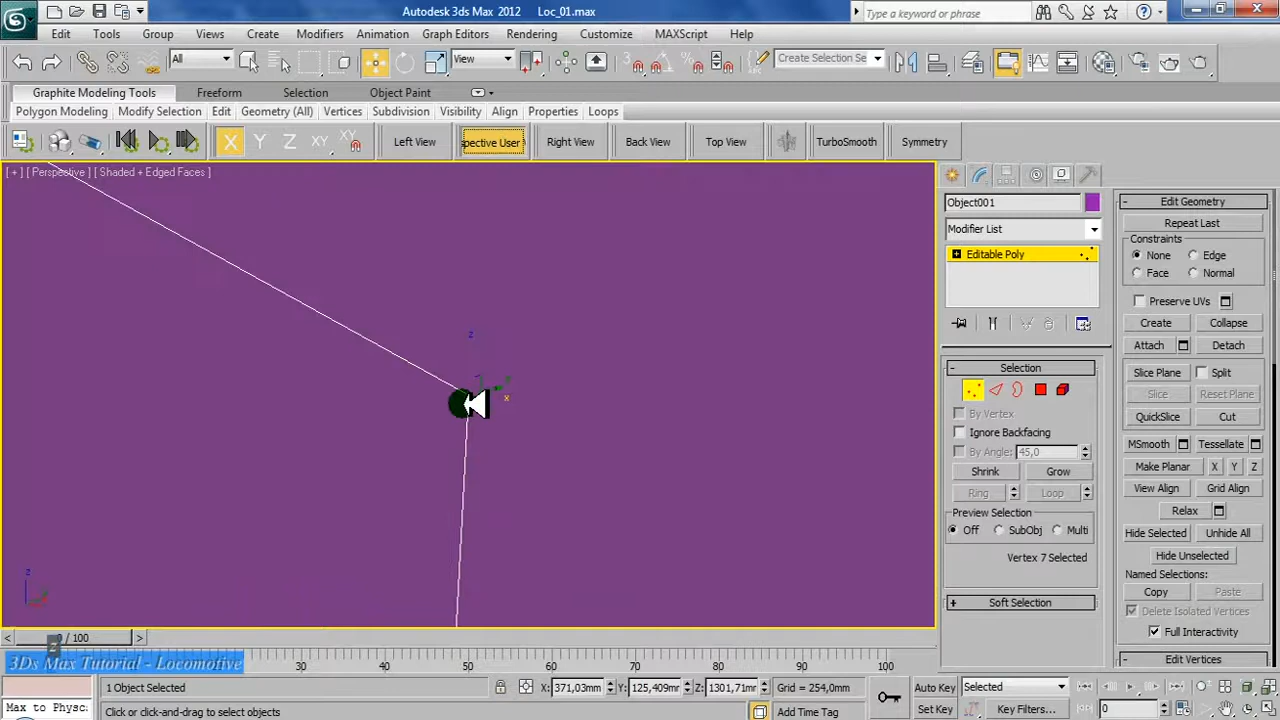 Autodesk 3ds Max 2012 Loc_01.max
Type a keyword or phrase
Edit Tools Group Views Create Modifiers Animation Graph Editors Rendering Customize MAXScript Help
All View Create Selection Se
Graphite Modeling Tools Freeform Selection Object Paint
Polygon Modeling Modify Selection Edit Geometry (All) Vertices Subdivision Visibility Align Properties Loops
X Y Z XY XY Left View pective User Right View Back View Top View TurboSmooth Symmetry
[ + ] [ Perspective ] [ Shaded + Edged Faces ]
Object001
Modifier List
Editable Poly
Selection
By Vertex
Ignore Backfacing
By Angle: 45,0
Shrink Grow
Ring Loop
Preview Selection
Off SubObj Multi
Vertex 7 Selected
Soft Selection
Edit Geometry
Repeat Last
Constraints
None Edge
Face Normal
Preserve UVs
Create Collapse
Attach Detach
Slice Plane Split
Slice Reset Plane
QuickSlice Cut
MSmooth Tessellate
Make Planar X Y Z
View Align Grid Align
Relax
Hide Selected Unhide All
Hide Unselected
Named Selections:
Copy Paste
Delete Isolated Vertices
Full Interactivity
Edit Vertices
z
x
z
0 / 100
3Ds Max Tutorial - Locomotive
30 40 50 60 70 80 90 100
1 Object Selected X: 371,03mm Y: 125,409mm Z: 1301,71mm Grid = 254,0mm Auto Key Selected
Max to Physc Click or click-and-drag to select objects Add Time Tag Set Key Key Filters... 0